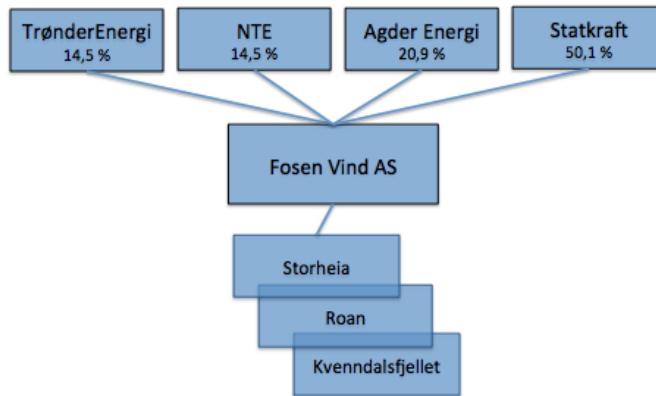 TrønderEnergi
14,5 %
NTE
14,5 %
Agder Energi
20,9 %
Statkraft
50,1 %
Fosen Vind AS
Storheia
Roan
Kvenndalsfjellet